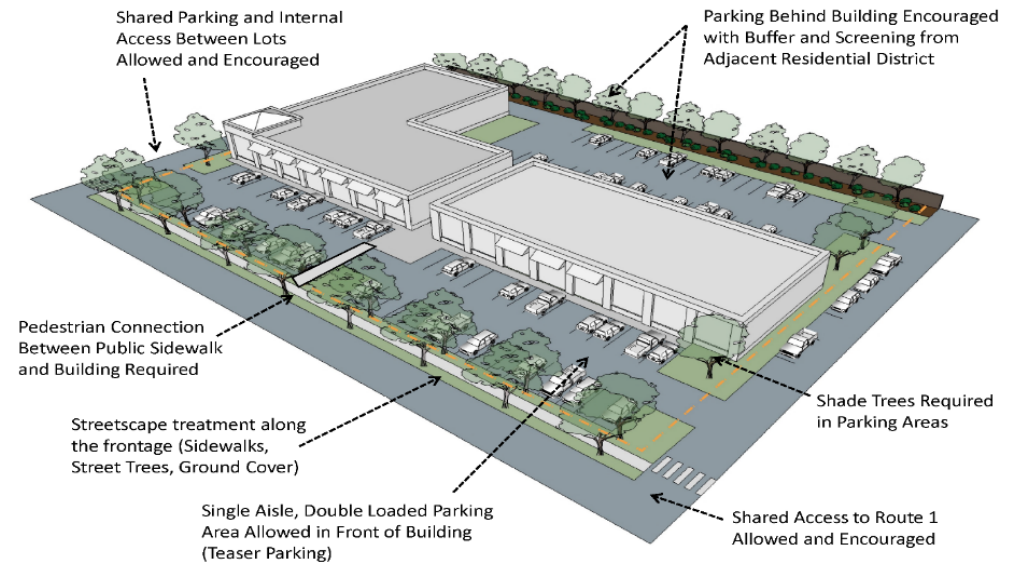 Shared Parking and Internal
Access Between Lots
Allowed and Encouraged
Parking Behind Building Encouraged
with Buffer and Screening from
Adjacent Residential District
Pedestrian Connection
Between Public Sidewalk
and Building Required
Streetscape treatment along
the frontage (Sidewalks,
Street Trees, Ground Cover)
Single Aisle, Double Loaded Parking
Area Allowed in Front of Building
(Teaser Parking)
Shade Trees Required
in Parking Areas
Shared Access to Route 1
Allowed and Encouraged